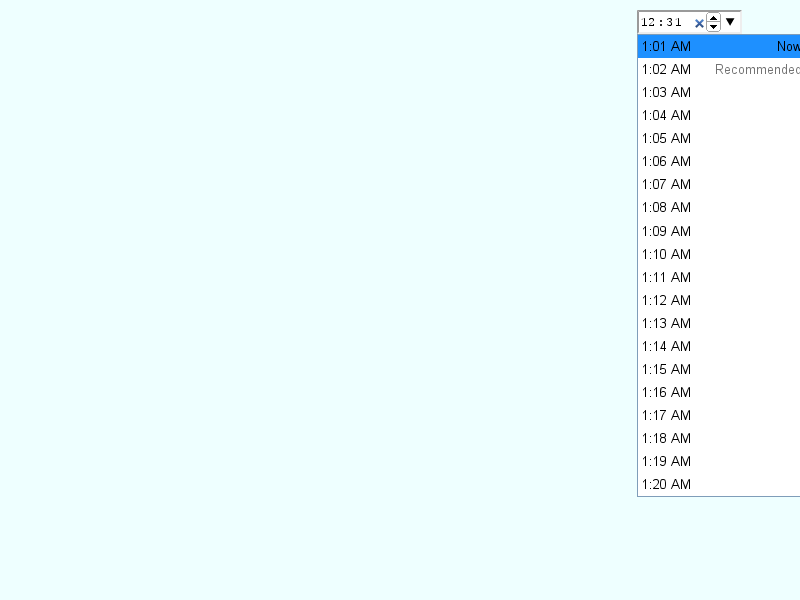 12:31
1:01 AM Now
1:02 AM Recommended
1:03 AM
1:04 AM
1:05 AM
1:06 AM
1:07 AM
1:08 AM
1:09 AM
1:10 AM
1:11 AM
1:12 AM
1:13 AM
1:14 AM
1:15 AM
1:16 AM
1:17 AM
1:18 AM
1:19 AM
1:20 AM